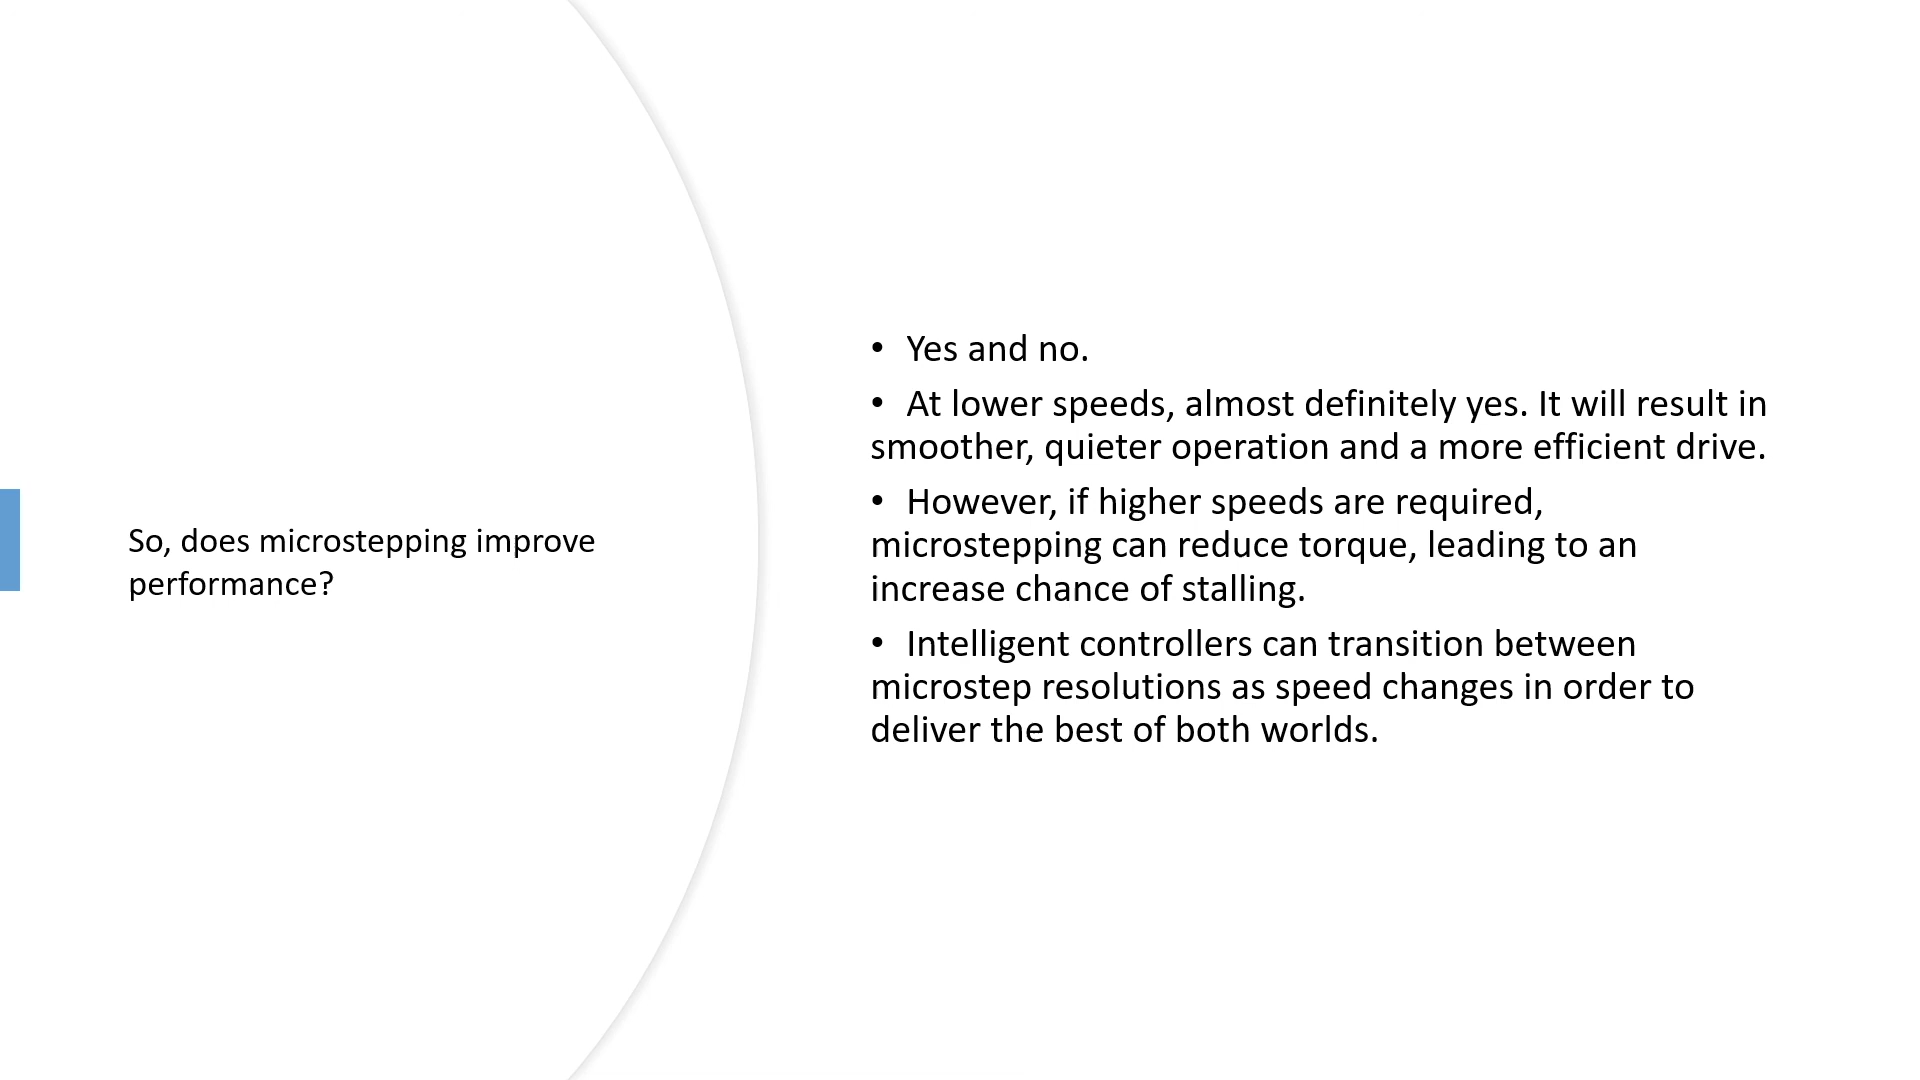 So, does microstepping improve
performance?
• Yes and no.
• At lower speeds, almost definitely yes. It will result in
smoother, quieter operation and a more efficient drive.
• However, if higher speeds are required,
microstepping can reduce torque, leading to an
increase chance of stalling.
• Intelligent controllers can transition between
microstep resolutions as speed changes in order to
deliver the best of both worlds.